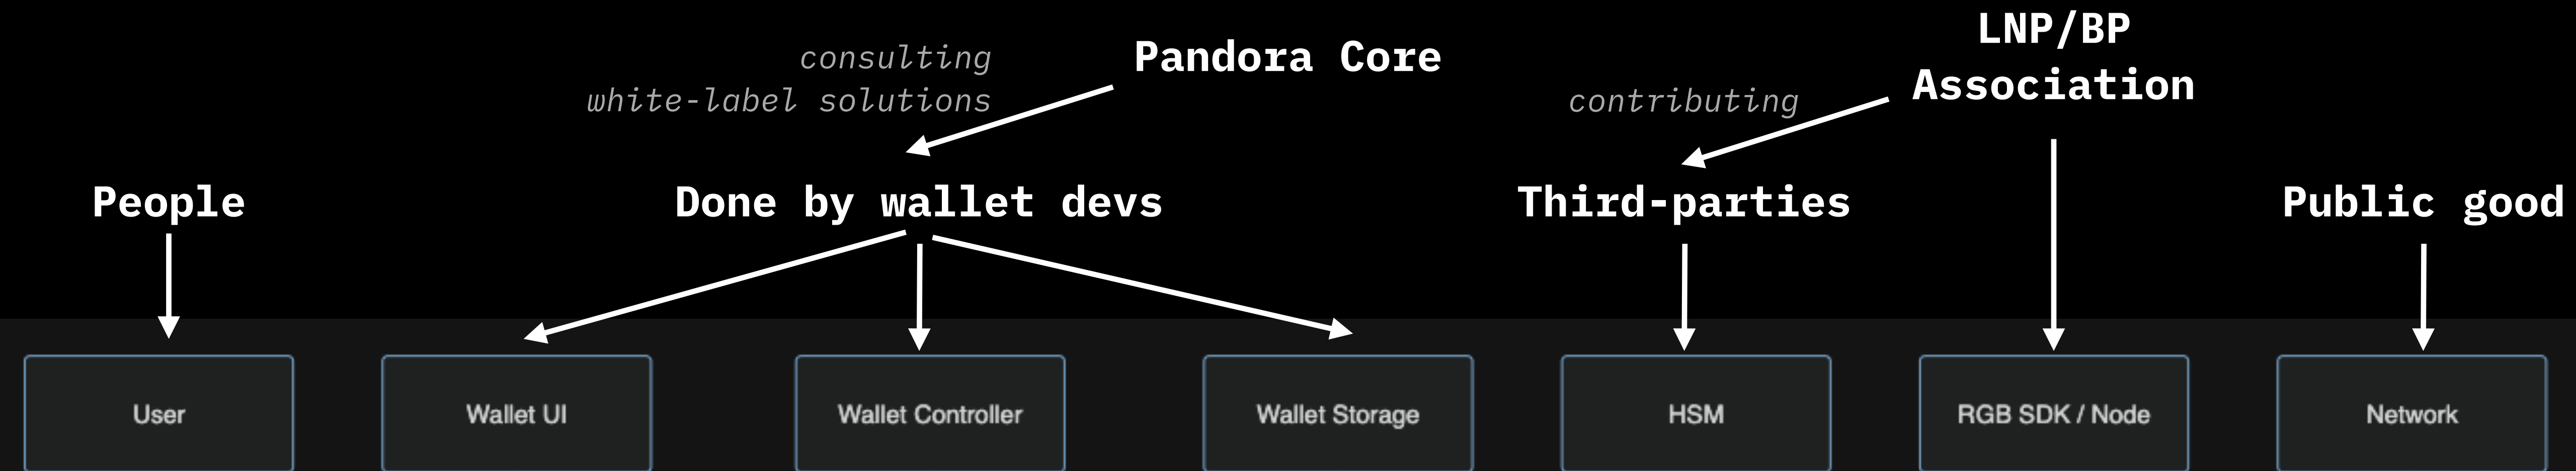 consulting
white-label solutions
Pandora Core
contributing
LNP/BP
Association
People
Done by wallet devs
Third-parties
Public good
User
Wallet UI
Wallet Controller
Wallet Storage
HSM
RGB SDK / Node
Network